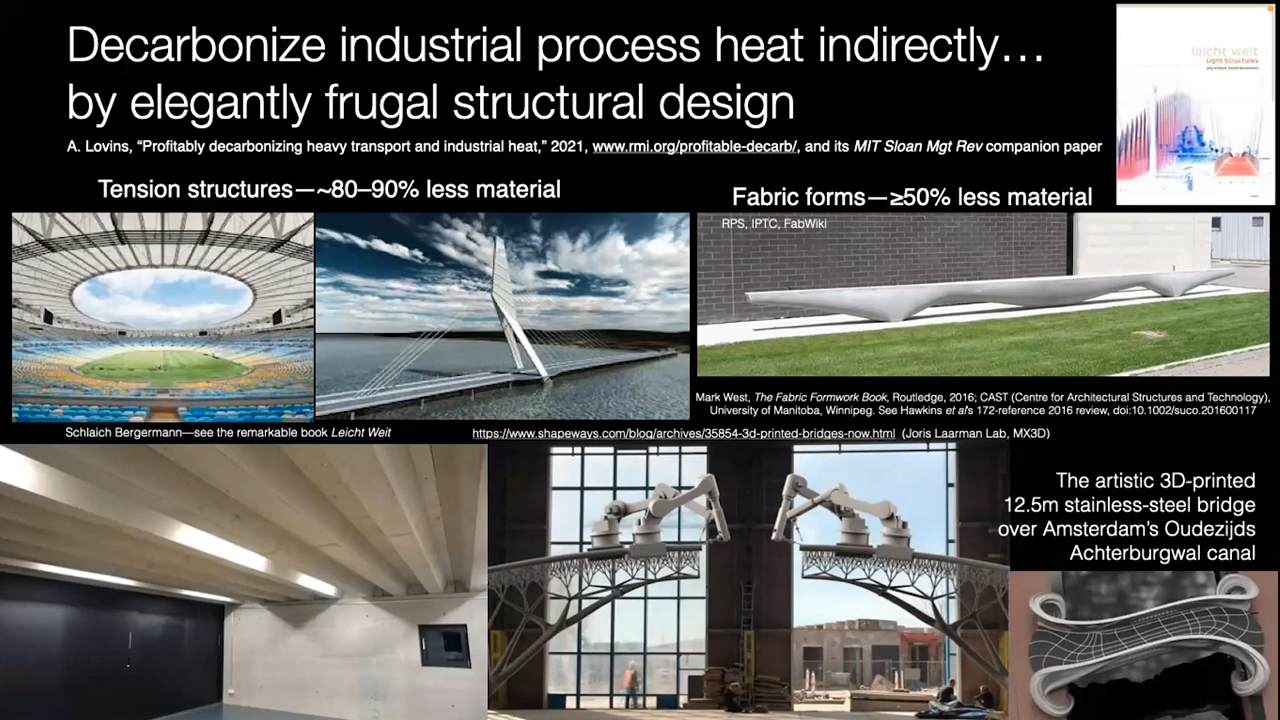 Decarbonize industrial process heat indirectly…
by elegantly frugal structural design
A. Lovins, “Profitably decarbonizing heavy transport and industrial heat,” 2021, www.rmi.org/profitable-decarb/, and its MIT Sloan Mgt Rev companion paper
leicht weit
Light Structures
Tension structures—~80–90% less material
Fabric forms—≥50% less material
RPS, IPTC, FabWiki
Mark West, The Fabric Formwork Book, Routledge, 2016; CAST (Centre for Architectural Structures and Technology),
University of Manitoba, Winnipeg. See Hawkins et al's 172-reference 2016 review, doi:10.1002/suco.201600117
Schlaich Bergermann—see the remarkable book Leicht Weit
https://www.shapeways.com/blog/archives/35854-3d-printed-bridges-now.html (Joris Laarman Lab, MX3D)
The artistic 3D-printed
12.5m stainless-steel bridge
over Amsterdam’s Oudezijds
Achterburgwal canal